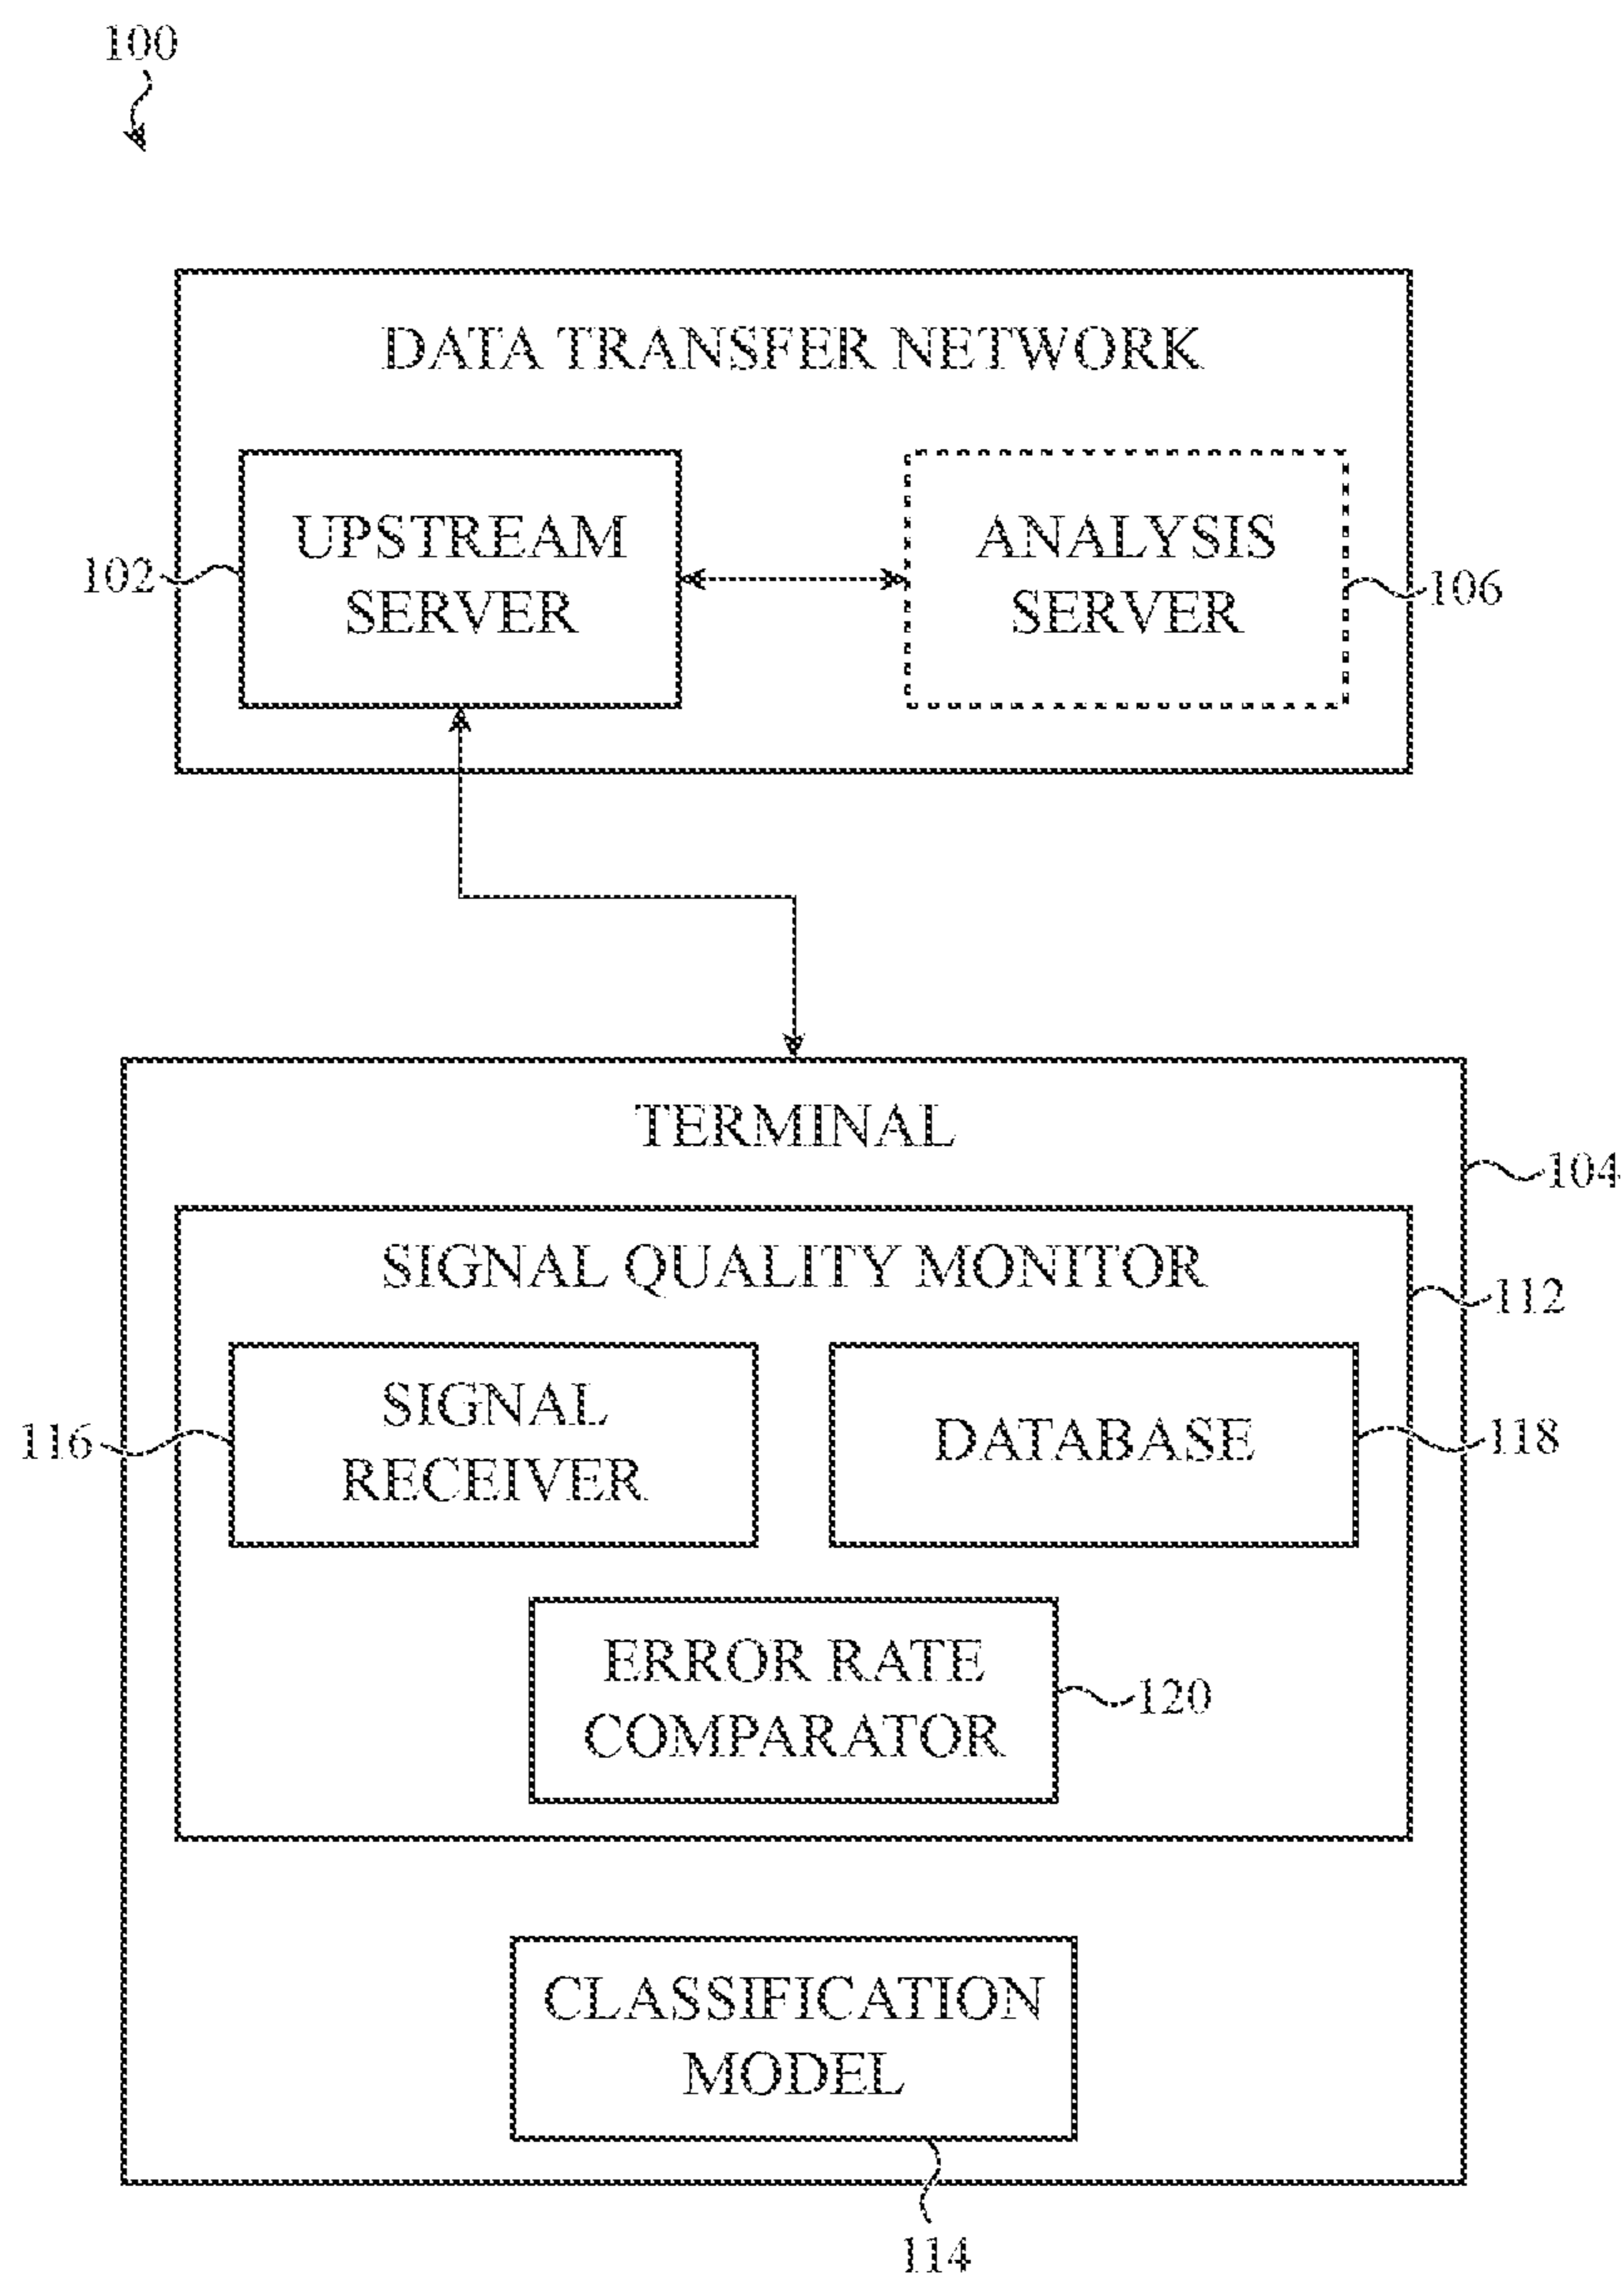 100
DATA TRANSFER NETWORK
UPSTREAM
SERVER
102
ANALYSIS
SERVER
106
TERMINAL
104
SIGNAL QUALITY MONITOR
112
SIGNAL
RECEIVER
116
DATABASE
118
ERROR RATE
COMPARATOR
120
CLASSIFICATION
MODEL
114